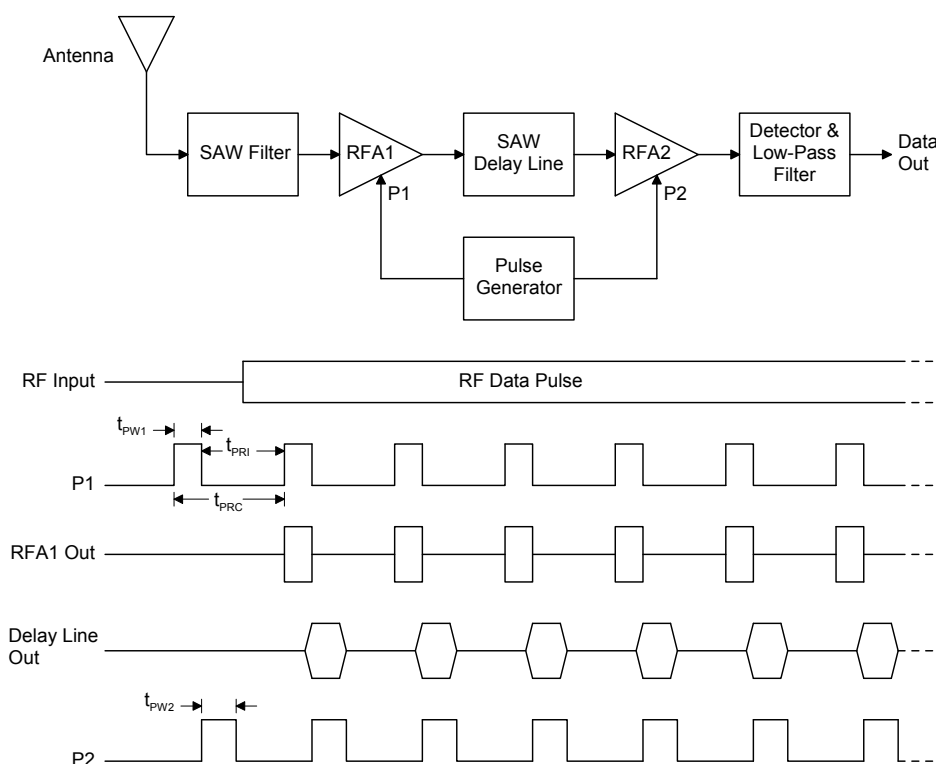 Antenna
SAW Filter
RFA1
SAW
Delay Line
RFA2
Detector &
Low-Pass
Filter
Data
Out
P1
P2
Pulse
Generator
RF Input
RF Data Pulse
tPW1
tPRI
P1
tPRC
RFA1 Out
Delay Line
Out
tPW2
P2